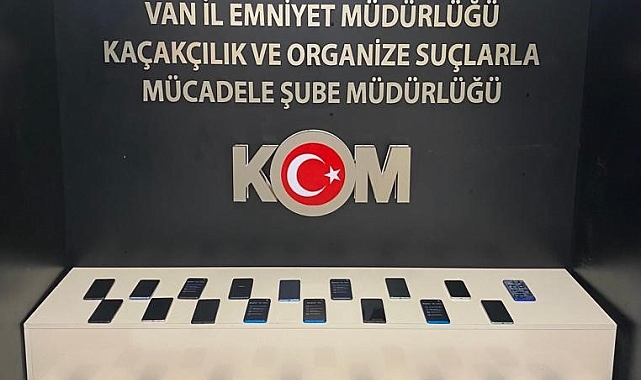 VAN İL EMNİYET MÜDÜRLÜĞÜ
KAÇAKÇILIK VE ORGANİZE SUÇLARLA
MÜCADELE ŞUBE MÜDÜRLÜĞÜ
KOM